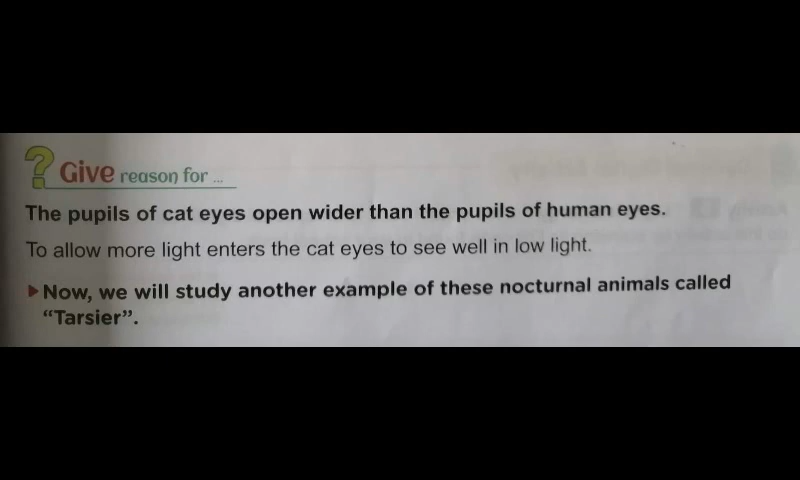 ? Give reason for ...
The pupils of cat eyes open wider than the pupils of human eyes.
To allow more light enters the cat eyes to see well in low light.
▶ Now, we will study another example of these nocturnal animals called
“Tarsier”.